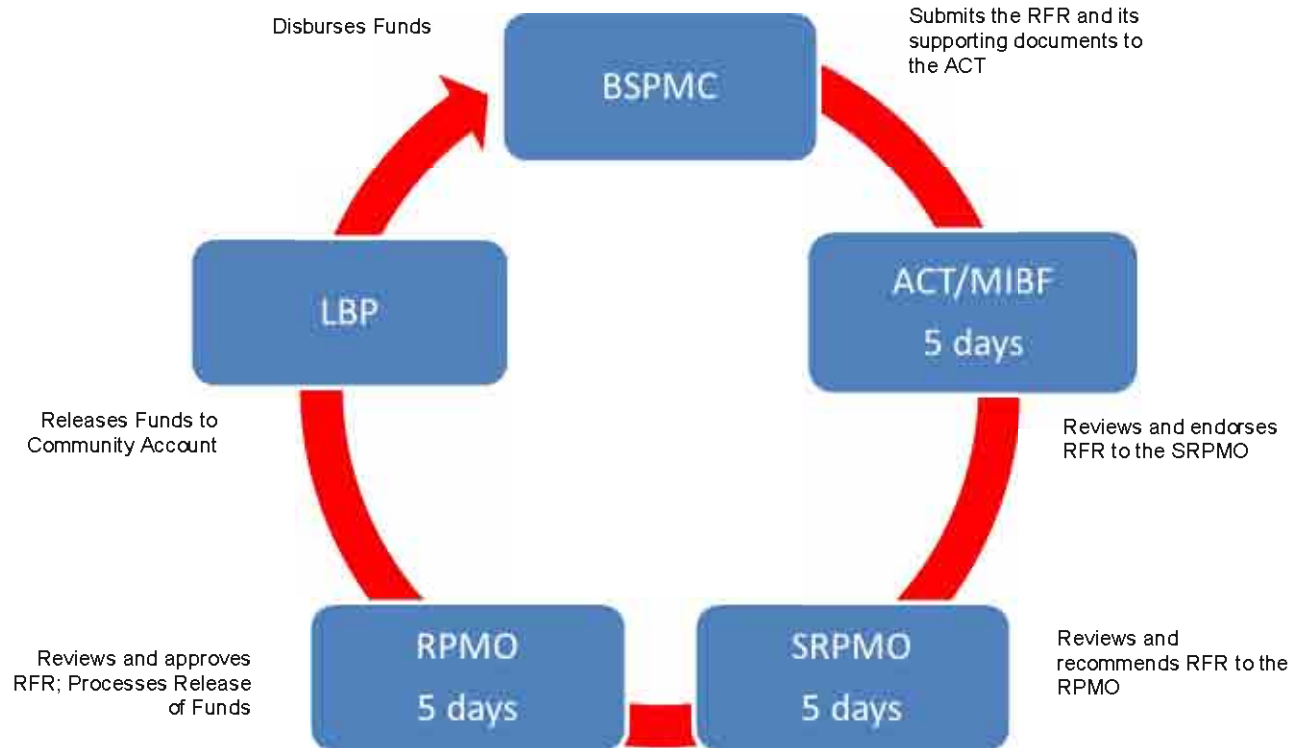 Disburses Funds
BSPMC
Submits the RFR and its
supporting documents to
the ACT
LBP
ACT/MIBF
5 days
Releases Funds to
Community Account
Reviews and endorses
RFR to the SRPMO
Reviews and approves
RFR; Processes Release
of Funds
RPMO
5 days
SRPMO
5 days
Reviews and
recommends RFR to the
RPMO